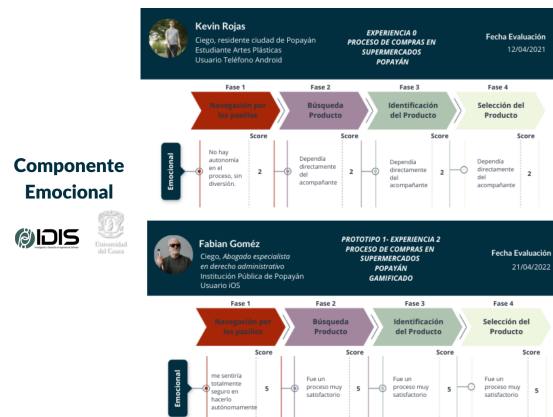 Componente
Emocional
IDIS
Universidad
del Cauca
Kevin Rojas
Ciego, residente ciudad de Popayán
Estudiante Artes Plásticas
Usuario Teléfono Android
EXPERIENCIA 0
PROCESO DE COMPRAS EN
SUPERMERCADOS
POPAYÁN
Fecha Evaluación
12/04/2021
Fase 1
Fase 2
Fase 3
Fase 4
Navegación por
los pasillos
Búsqueda
Producto
Identificación
del Producto
Selección del
Producto
Score
Score
Score
Score
Emocional
No hay
autonomía
en el
proceso, sin
diversión.
2
Dependía
directamente
del
acompañante
2
Dependía
directamente
del
acompañante
2
Dependía
directamente
del
acompañante
2
Fabian Goméz
Ciego, Abogado especialista
en derecho administrativo
Institución Pública de Popayán
Usuario iOS
PROTOTIPO 1- EXPERIENCIA 2
PROCESO DE COMPRAS EN
SUPERMERCADOS
POPAYÁN
GAMIFICADO
Fecha Evaluación
21/04/2022
Fase 1
Fase 2
Fase 3
Fase 4
Navegación por
los pasillos
Búsqueda
Producto
Identificación
del Producto
Selección del
Producto
Score
Score
Score
Score
Emocional
me sentiría
totalmente
seguro en
hacerlo
autónomamente
5
Fue un
proceso muy
satisfactorio
5
Fue un
proceso muy
satisfactorio
5
Fue un
proceso muy
satisfactorio
5